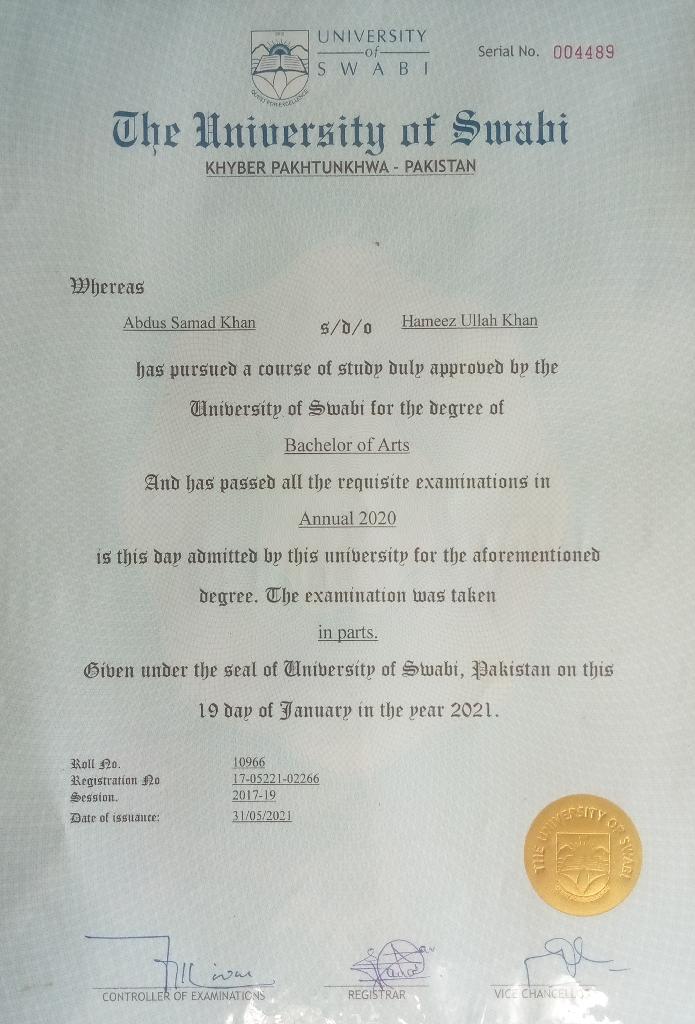 UNIVERSITY
of
SWABI
Serial No. 004489
The University of Swabi
KHYBER PAKHTUNKHWA - PAKISTAN
Whereas
Abdus Samad Khan s/d/o Hameez Ullah Khan
has pursued a course of study duly approved by the
University of Swabi for the degree of
Bachelor of Arts
And has passed all the requisite examinations in
Annual 2020
is this day admitted by this university for the aforementioned
degree. The examination was taken
in parts.
Given under the seal of University of Swabi, Pakistan on this
19 day of January in the year 2021.
Roll No. 10966
Registration No 17-05221-02266
Session. 2017-19
Date of issuance: 31/05/2021
THE UNIVERSITY OF SWABI
CONTROLLER OF EXAMINATIONS
REGISTRAR
VICE CHANCELLOR